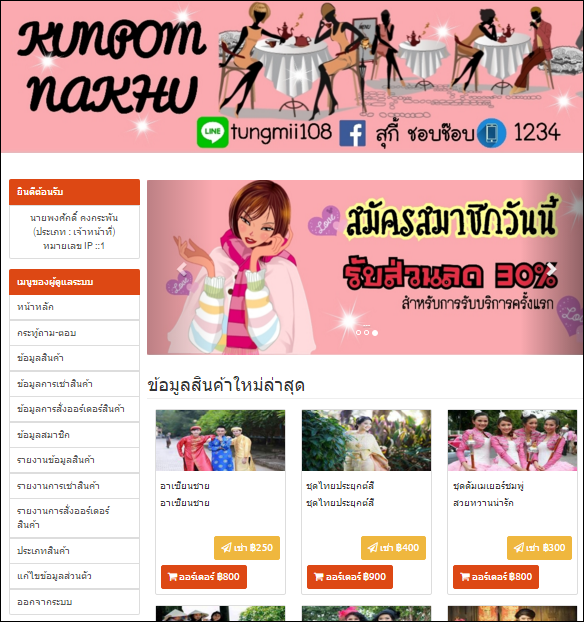 KUNPOM
NAKHU
LINE tungmii108 f สุกี้ ชอบช๊อบ 1234
ยินดีต้อนรับ
นายพงศักดิ์ คงกระพัน
(ประเภท : เจ้าหน้าที่)
หมายเลข IP ::1
เมนูของผู้ดูแลระบบ
หน้าหลัก
กระทู้ถาม-ตอบ
ข้อมูลสินค้า
ข้อมูลการเช่าสินค้า
ข้อมูลการสั่งออร์เดอร์สินค้า
ข้อมูลสมาชิก
รายงานข้อมูลสินค้า
รายงานการเช่าสินค้า
รายงานการสั่งออร์เดอร์
สินค้า
ประเภทสินค้า
แก้ไขข้อมูลส่วนตัว
ออกจากระบบ
สมัครสมาชิกวันนี้
Love
รับส่วนลด 30%
สำหรับการรับบริการครั้งแรก
ข้อมูลสินค้าใหม่ล่าสุด
อาเซียนชาย
อาเซียนชาย
เช่า ฿250
ออร์เดอร์ ฿800
ชุดไทยประยุกต์สี
ชุดไทยประยุกต์สี
เช่า ฿400
ออร์เดอร์ ฿900
ชุดดัมเมเยอร์ชมพู
สวยหวานน่ารัก
เช่า ฿300
ออร์เดอร์ ฿800